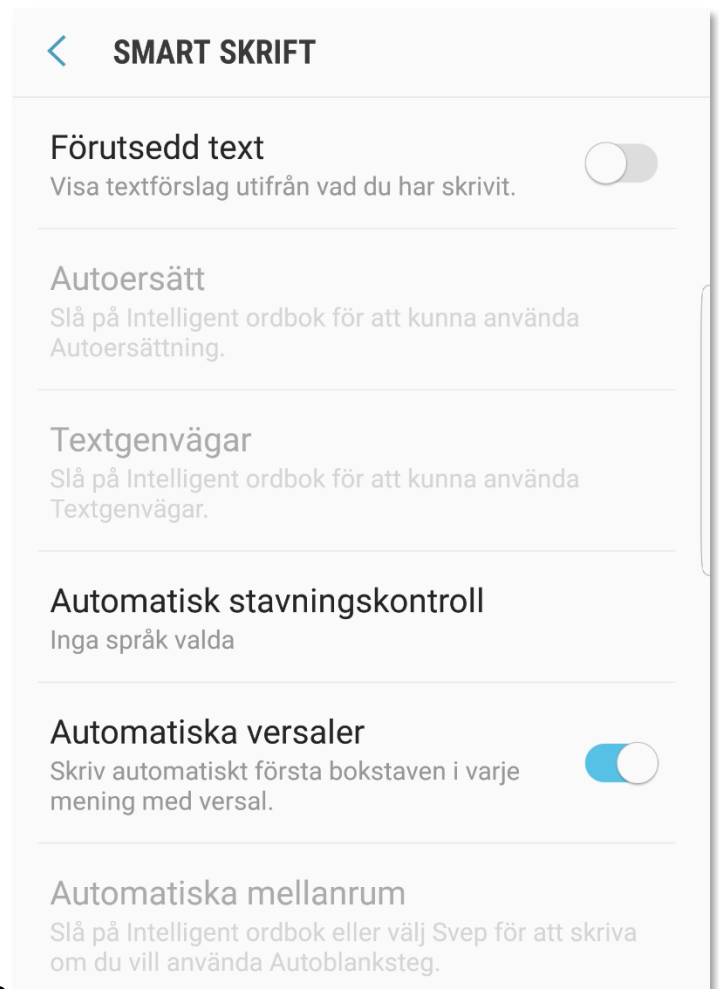 SMART SKRIFT
Förutsedd text
Visa textförslag utifrån vad du har skrivit.
Autoersätt
Slå på Intelligent ordbok för att kunna använda
Autoersättning.
Textgenvägar
Slå på Intelligent ordbok för att kunna använda
Textgenvägar.
Automatisk stavningskontroll
Inga språk valda
Automatiska versaler
Skriv automatiskt första bokstaven i varje
mening med versal.
Automatiska mellanrum
Slå på Intelligent ordbok eller välj Svep för att skriva
om du vill använda Autoblanksteg.